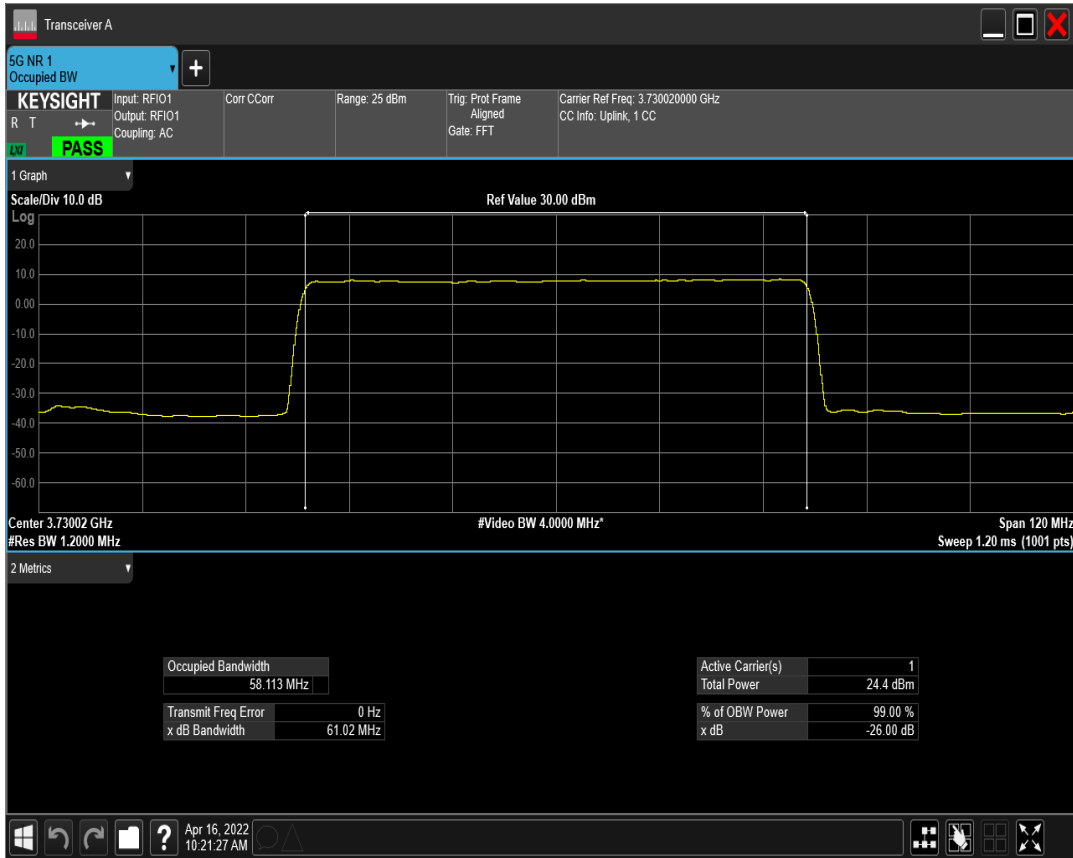 Transceiver A
5G NR 1
Occupied BW
KEYSIGHT
R T
LXI
PASS
Input: RFIO1
Output: RFIO1
Coupling: AC
Corr CCorr
Range: 25 dBm
Trig: Prot Frame
Aligned
Gate: FFT
Carrier Ref Freq: 3.730020000 GHz
CC Info: Uplink, 1 CC
1 Graph
Scale/Div 10.0 dB
Ref Value 30.00 dBm
Log
20.0
10.0
0.00
-10.0
-20.0
-30.0
-40.0
-50.0
-60.0
Center 3.73002 GHz
#Video BW 4.0000 MHz*
Span 120 MHz
#Res BW 1.2000 MHz
Sweep 1.20 ms (1001 pts)
2 Metrics
Occupied Bandwidth
58.113 MHz
Transmit Freq Error 0 Hz
x dB Bandwidth 61.02 MHz
Active Carrier(s) 1
Total Power 24.4 dBm
% of OBW Power 99.00 %
x dB -26.00 dB
Apr 16, 2022
10:21:27 AM